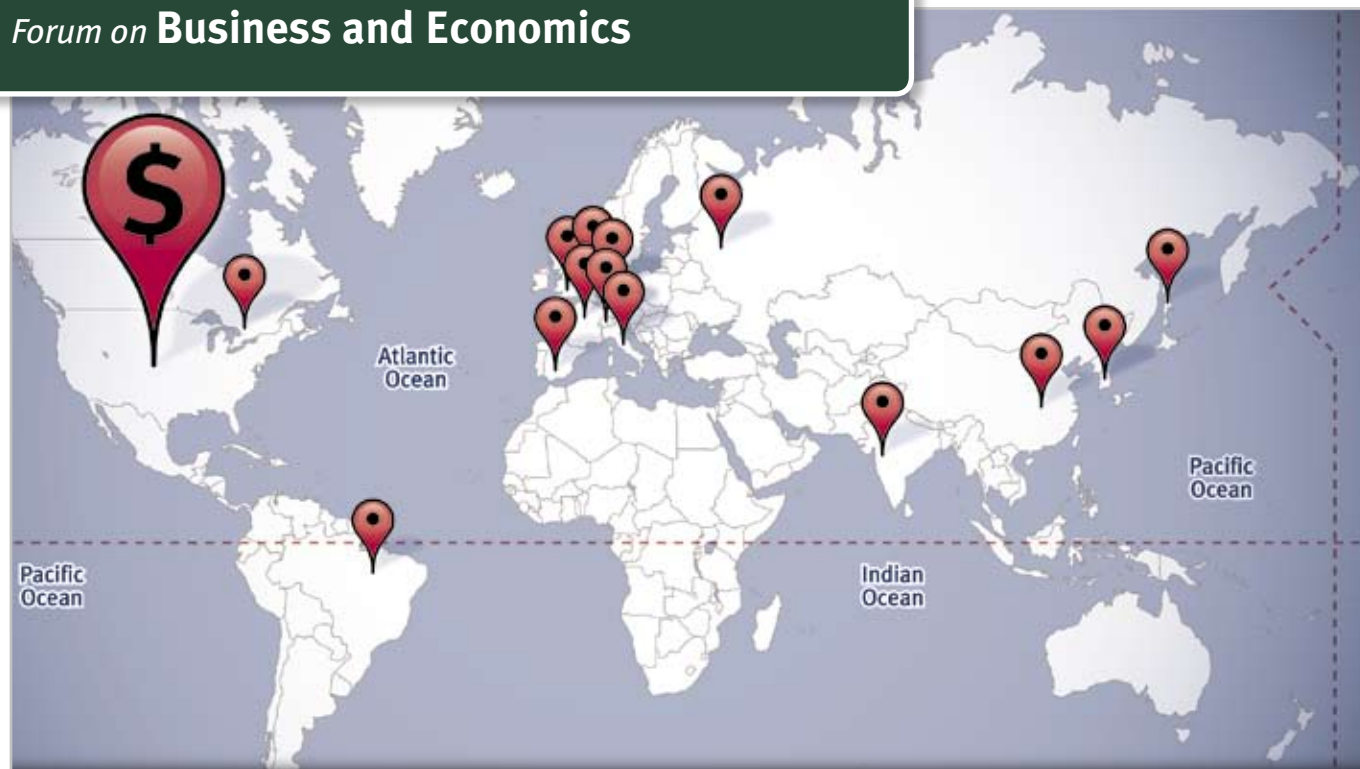 Forum on Business and Economics
$
Atlantic
Ocean
Pacific
Ocean
Pacific
Ocean
Indian
Ocean